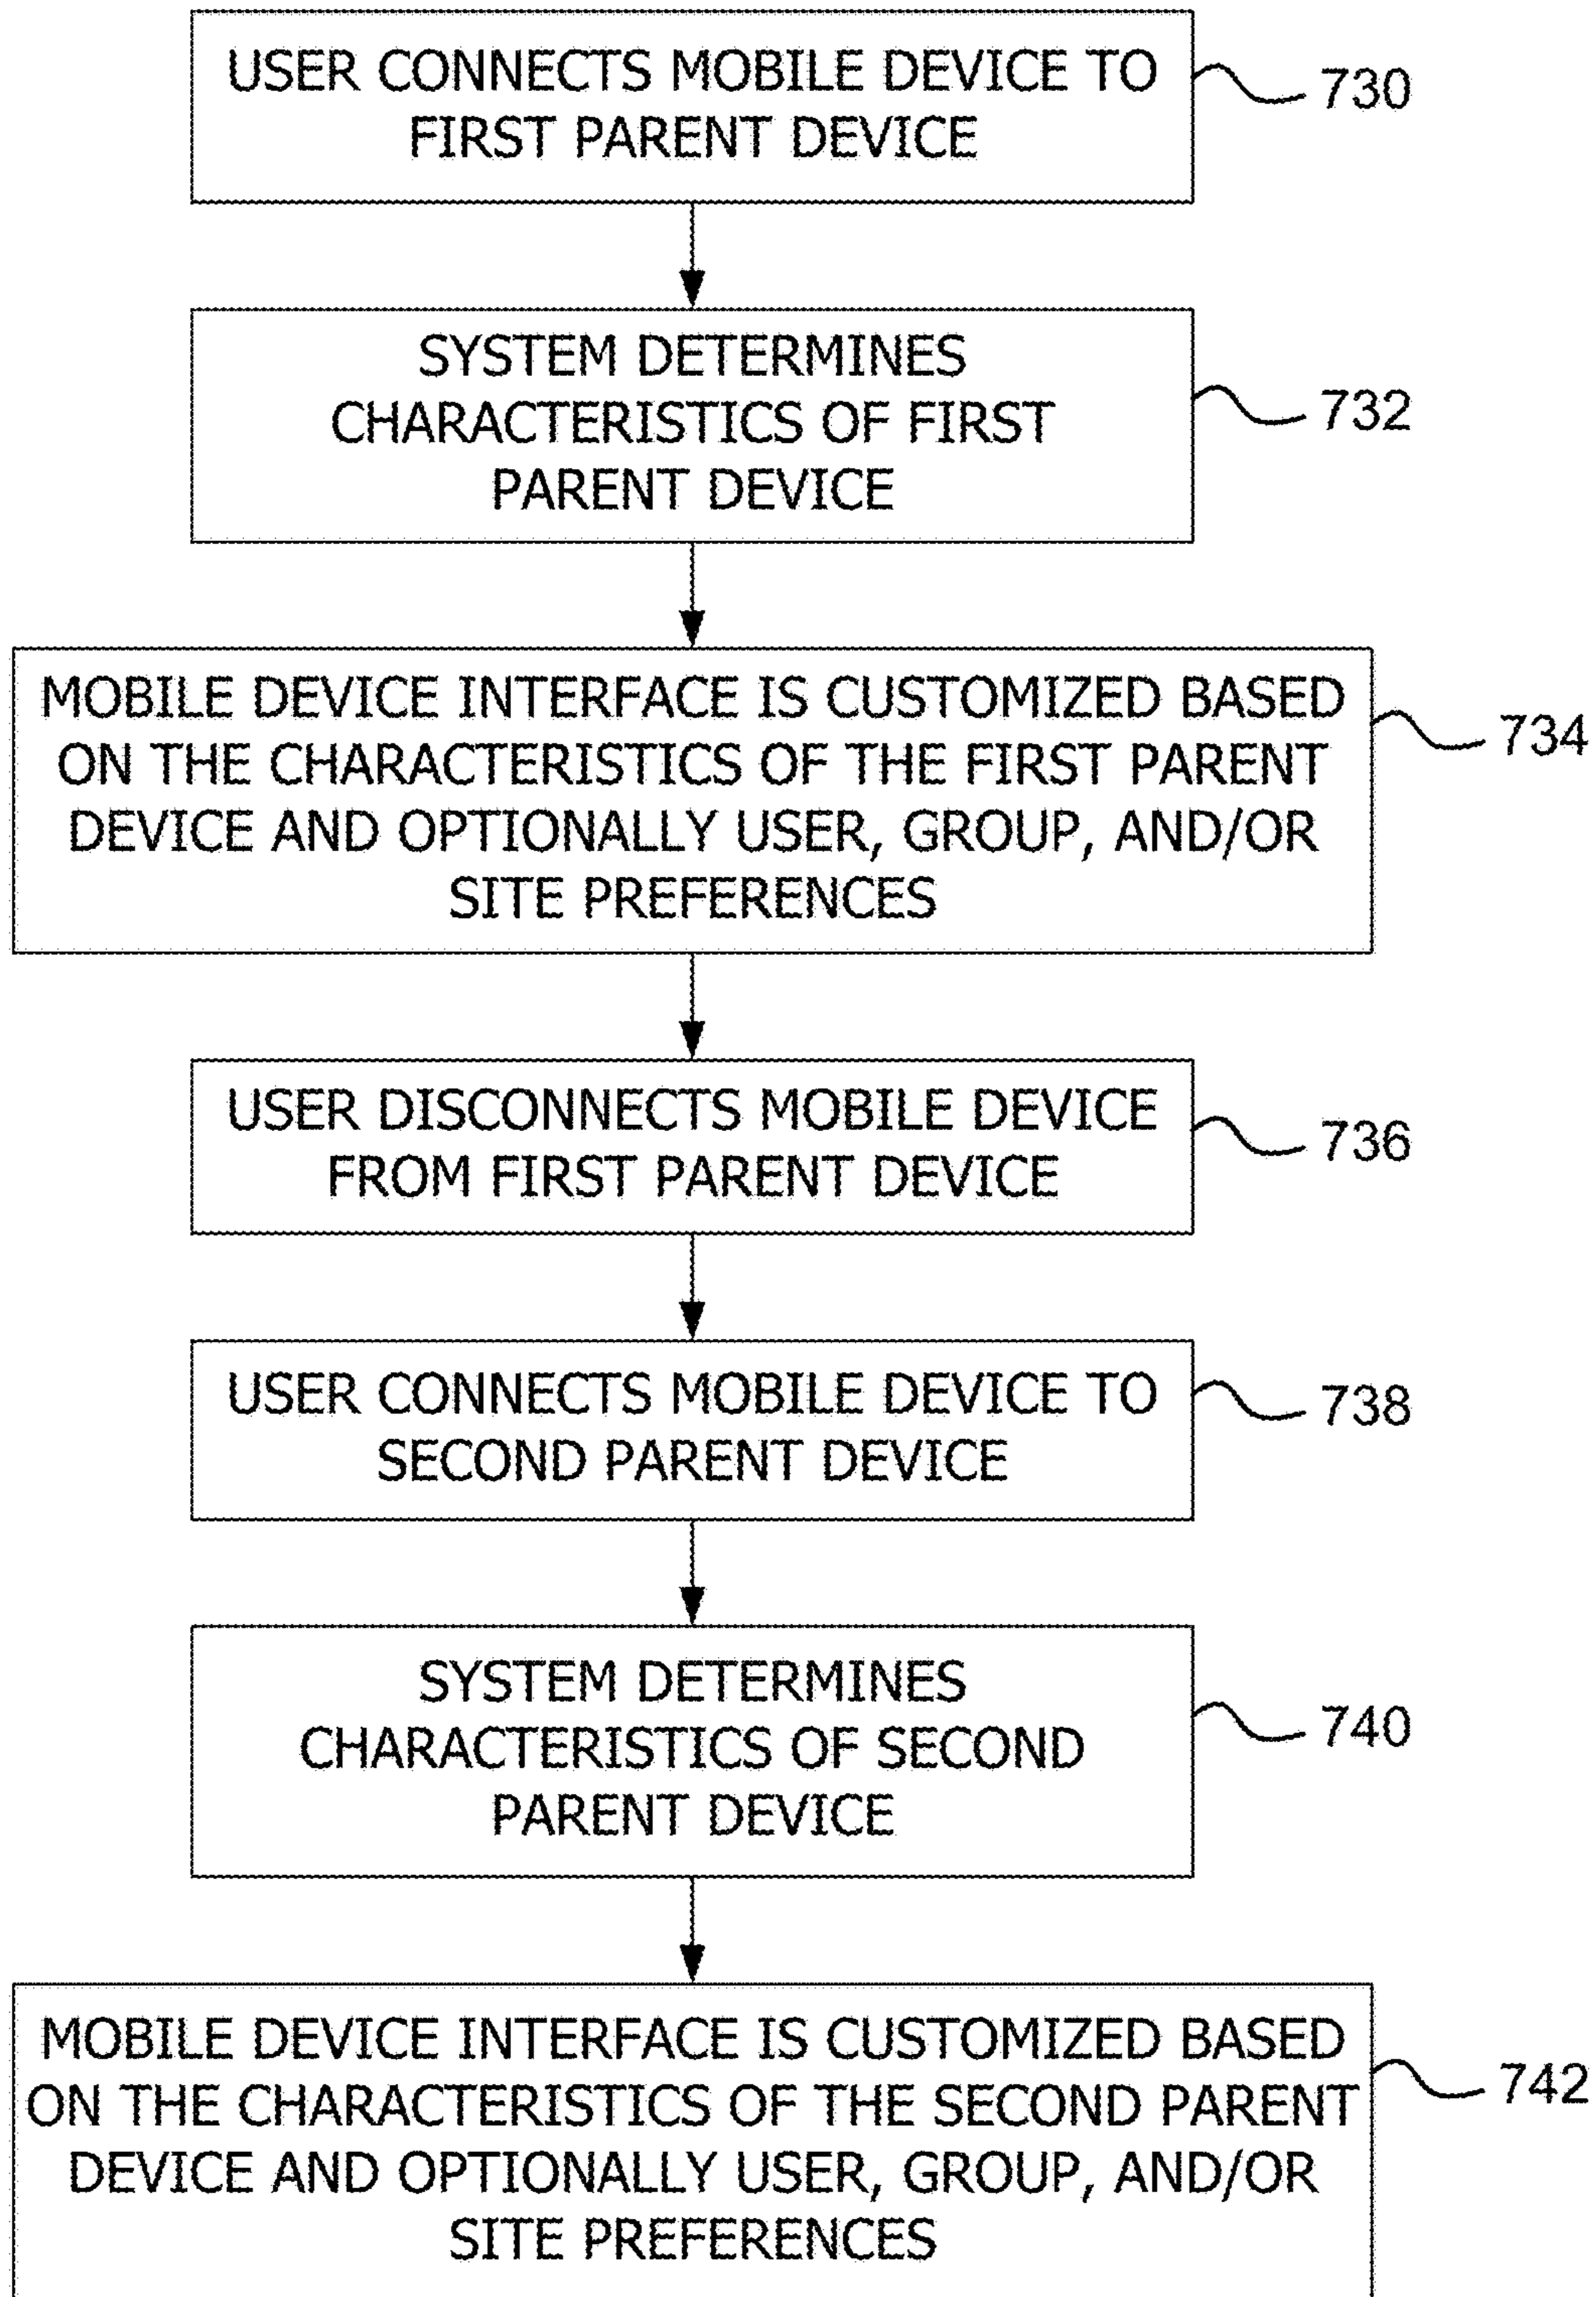 USER CONNECTS MOBILE DEVICE TO
FIRST PARENT DEVICE
730
SYSTEM DETERMINES
CHARACTERISTICS OF FIRST
PARENT DEVICE
732
MOBILE DEVICE INTERFACE IS CUSTOMIZED BASED
ON THE CHARACTERISTICS OF THE FIRST PARENT
DEVICE AND OPTIONALLY USER, GROUP, AND/OR
SITE PREFERENCES
734
USER DISCONNECTS MOBILE DEVICE
FROM FIRST PARENT DEVICE
736
USER CONNECTS MOBILE DEVICE TO
SECOND PARENT DEVICE
738
SYSTEM DETERMINES
CHARACTERISTICS OF SECOND
PARENT DEVICE
740
MOBILE DEVICE INTERFACE IS CUSTOMIZED BASED
ON THE CHARACTERISTICS OF THE SECOND PARENT
DEVICE AND OPTIONALLY USER, GROUP, AND/OR
SITE PREFERENCES
742